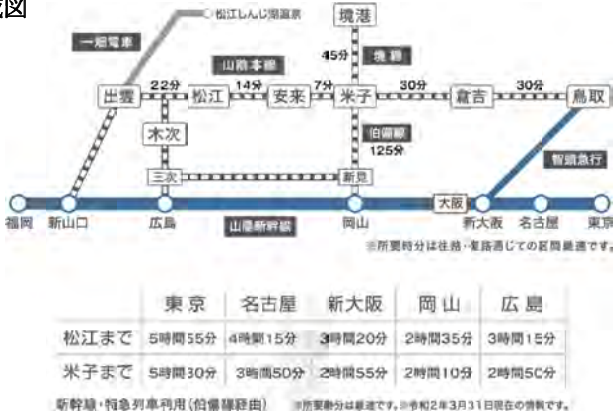 成図
松江しんじ湖温泉
境港
一畑電車
45分
境線
山陰本線
22分
14分
7分
30分
30分
出雲
松江
安来
米子
倉吉
鳥取
木次
伯備線
125分
智頭急行
三次
新見
大阪
福岡
新山口
広島
山陽新幹線
岡山
新大阪
名古屋
東京
※所要時分は往路・復路通じての区間最速です。
東京 名古屋 新大阪 岡山 広島
松江まで 5時間55分 4時間15分 3時間20分 2時間35分 3時間15分
米子まで 5時間30分 3時間50分 2時間55分 2時間10分 2時間50分
新幹線・特急列車利用(伯備線経由) ※所要時分は最速です。※令和2年3月31日現在の情報です。